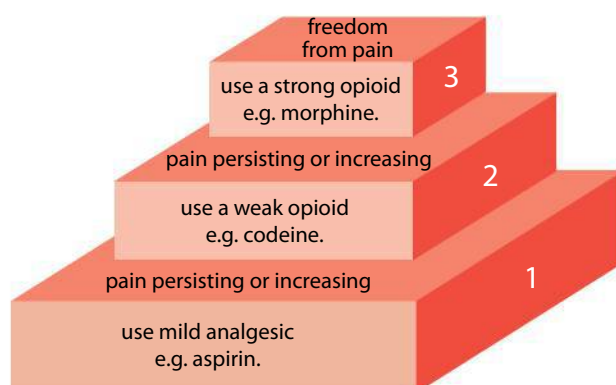 freedom
from pain
use a strong opioid
e.g. morphine.
3
pain persisting or increasing
2
use a weak opioid
e.g. codeine.
pain persisting or increasing
1
use mild analgesic
e.g. aspirin.